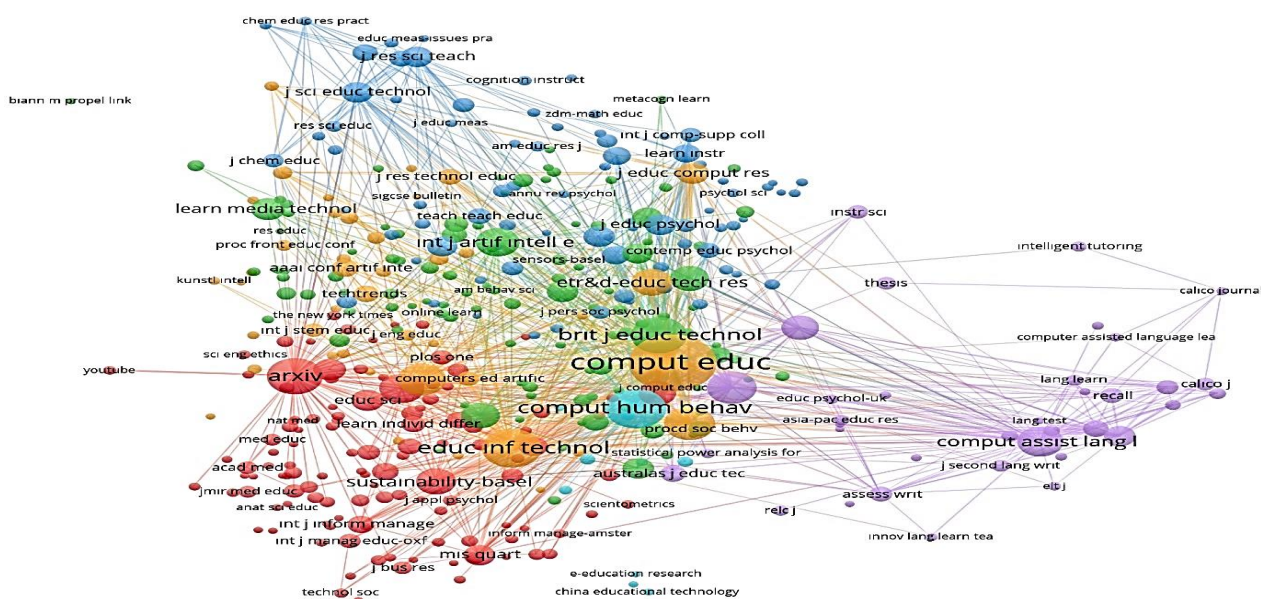 chem educ res pract
educ meas-issues pra
j res sci teach
cognition instruct
j sci educ technol
biann m propel link
metacogn learn
zdm-math educ
j educ meas
res sci educ
int j comp-supp coll
am educ res j
learn instr
j chem educ
j res technol educ
j educ comput res
annu rev psychol
psychol sci
sigcse bulletin
learn media technol
teach teach educ
instr sci
j educ psychol
res educ
int j artif intell e
proc front educ conf
intelligent tutoring
contemp educ psychol
sensors-basel
aaai conf artif inte
kunstl intell
etr&d-educ tech res
thesis
am behav sci
calico journal
techtrends
j pers soc psychol
the new york times
online learn
int j stem educ
j eng educ
brit j educ technol
computer assisted language lea
sci eng ethics
plos one
comput educ
youtube
arxiv
computers ed artific
lang learn
calico j
j comput educ
recall
educ psychol-uk
educ sci
comput hum behav
nat med
learn individ differ
asia-pac educ res
lang test
procd soc behv
med educ
comput assist lang l
educ inf technol
statistical power analysis for
acad med
j second lang writ
australas j educ tec
sustainability-basel
elt j
jmir med educ
assess writ
j appl psychol
anat sci educ
scientometrics
relc j
int j inform manage
inform manage-amster
innov lang learn tea
int j manag educ-oxf
mis quart
j bus res
e-education research
technol soc
china educational technology